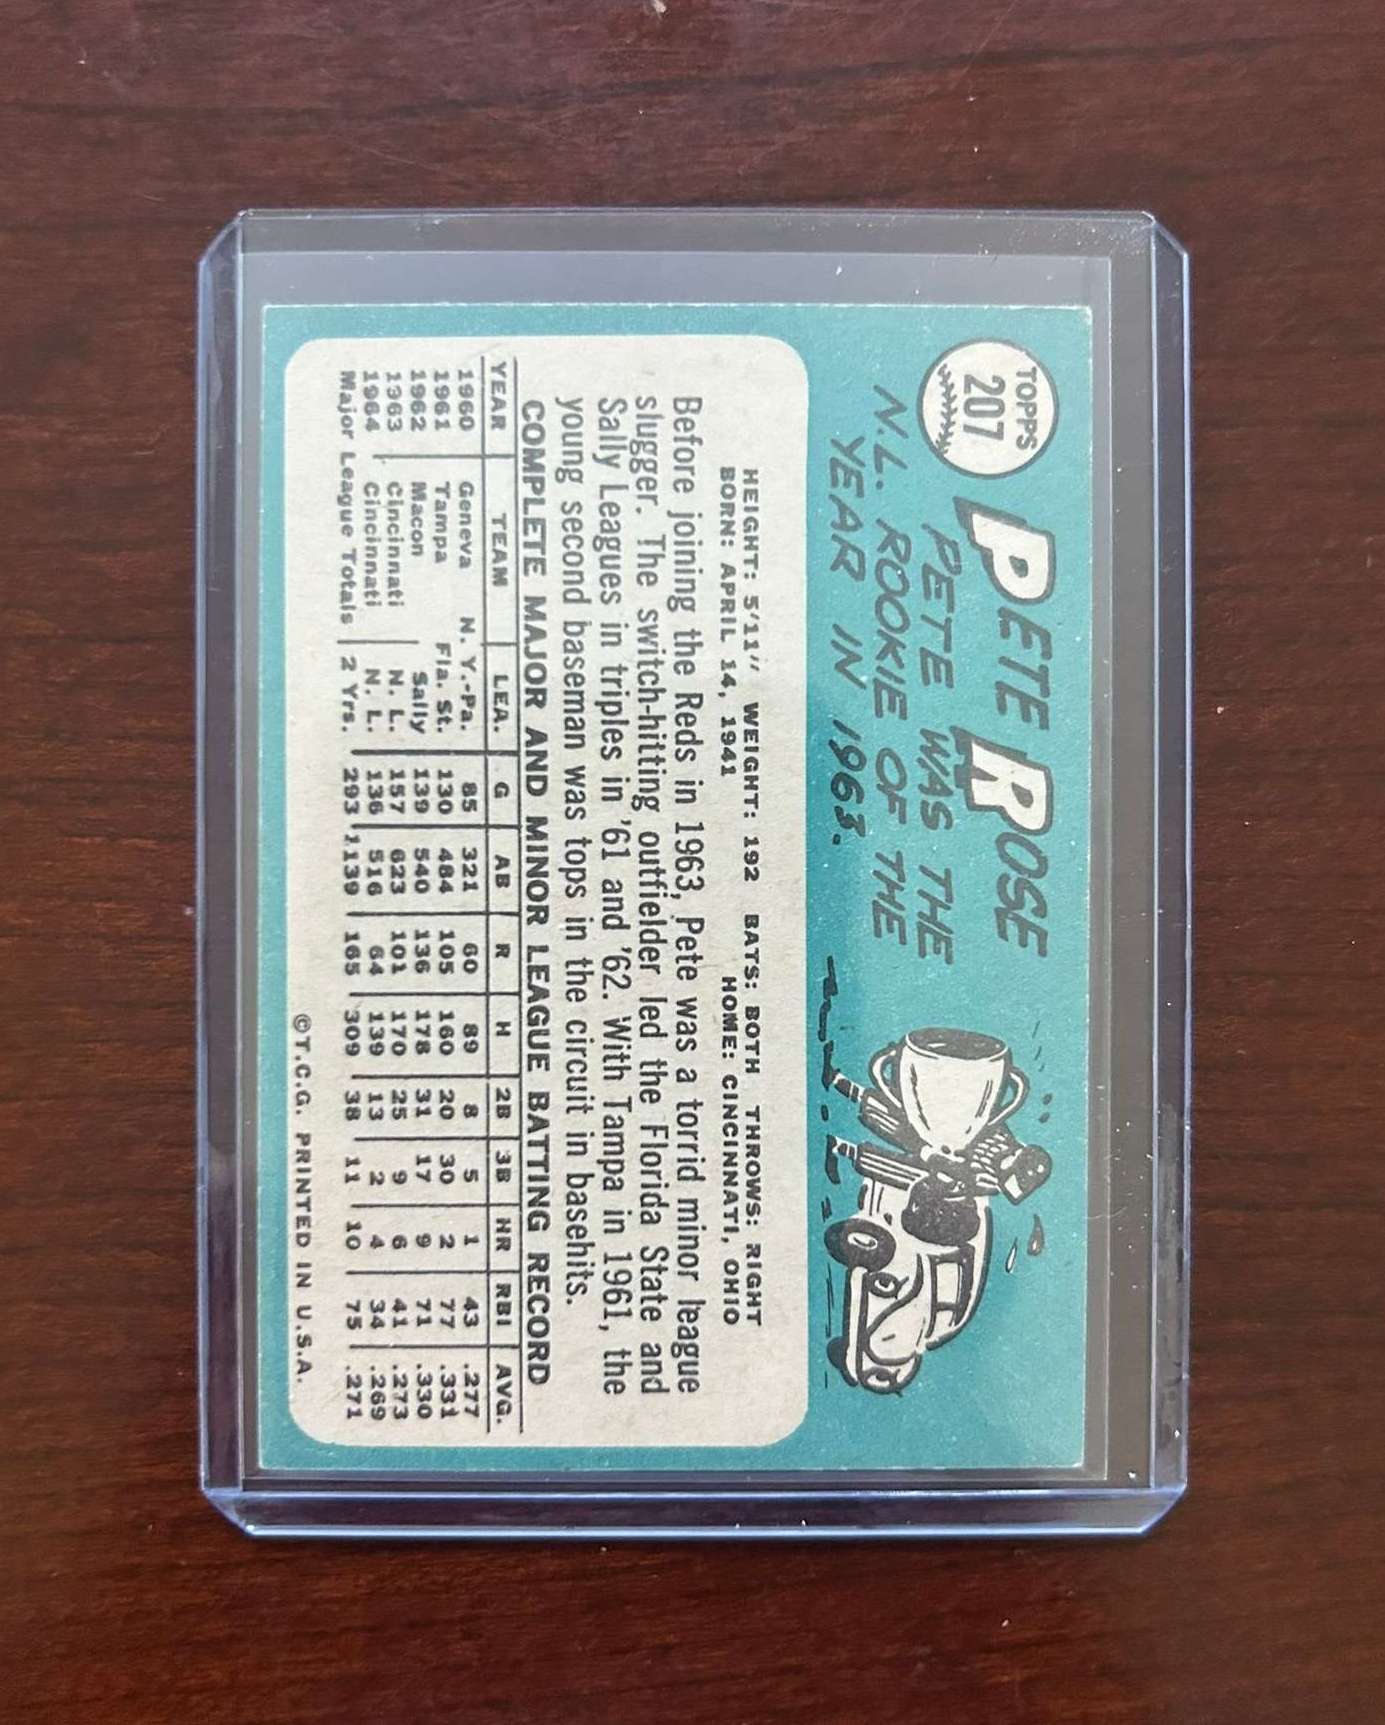 TOPPS
207
PETE ROSE
PETE WAS THE
N.L. ROOKIE OF THE
YEAR IN 1963.
HEIGHT: 5'11" WEIGHT: 192 BATS: BOTH THROWS: RIGHT
BORN: APRIL 14, 1941 HOME: CINCINNATI, OHIO
Before joining the Reds in 1963, Pete was a torrid minor league
slugger. The switch-hitting outfielder led the Florida State and
Sally Leagues in triples in '61 and '62. With Tampa in 1961, the
young second baseman was tops in the circuit in basehits.
COMPLETE MAJOR AND MINOR LEAGUE BATTING RECORD
YEAR TEAM LEA. G AB R H 2B 3B HR RBI AVG.
1960 Geneva N. Y.-Pa. 85 321 60 89 8 5 1 43 .277
1961 Tampa Fla. St. 130 484 105 160 20 30 2 77 .331
1962 Macon Sally 139 540 136 178 31 17 9 71 .330
1963 Cincinnati N. L. 157 623 101 170 25 9 6 41 .273
1964 Cincinnati N. L. 136 516 64 139 13 2 4 34 .269
Major League Totals 2 Yrs. 293 1139 165 309 38 11 10 75 .271
©T.C.G. PRINTED IN U.S.A.